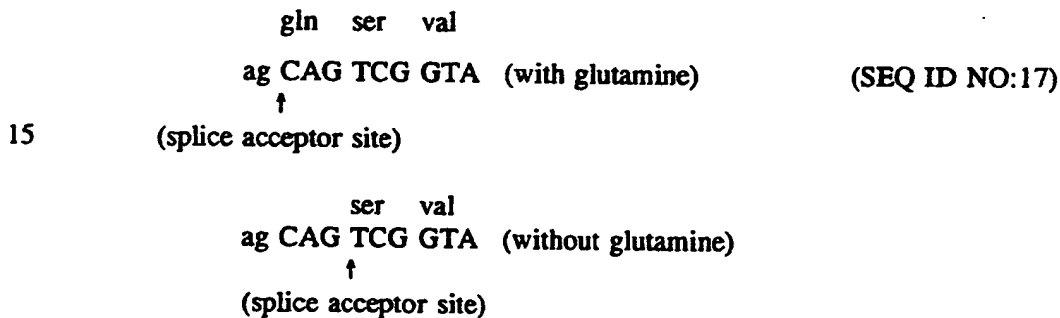 gln ser val
ag CAG TCG GTA (with glutamine) (SEQ ID NO:17)
↑
15 (splice acceptor site)
ser val
ag CAG TCG GTA (without glutamine)
↑
(splice acceptor site)